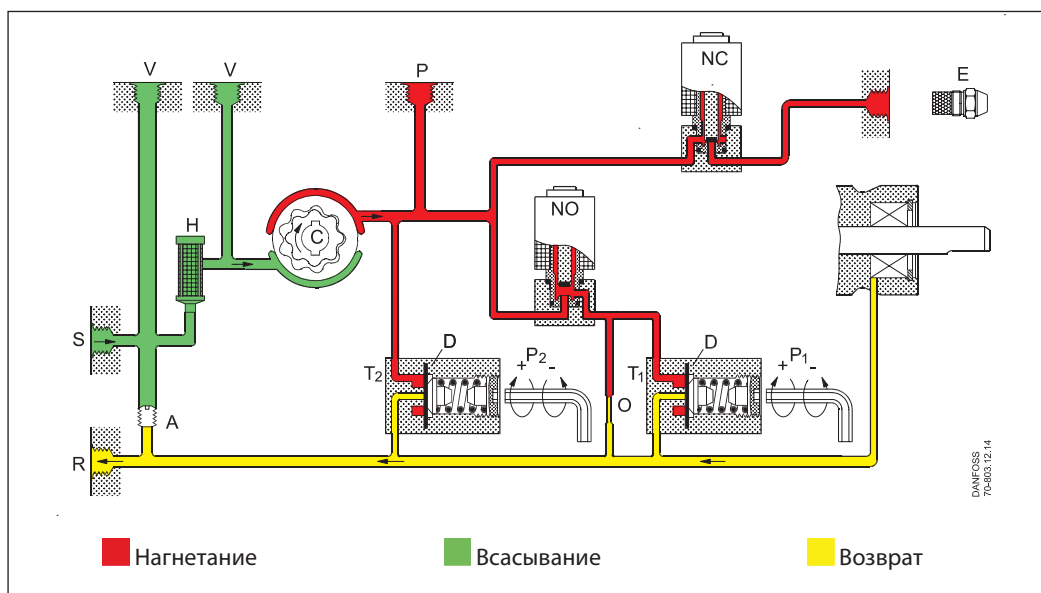 V V P NC E
H NO
C
S
D D
T2 + P2 - T1 + P1 -
A O
R
DANFOSS
70-803.12.14
Нагнетание Всасывание Возврат